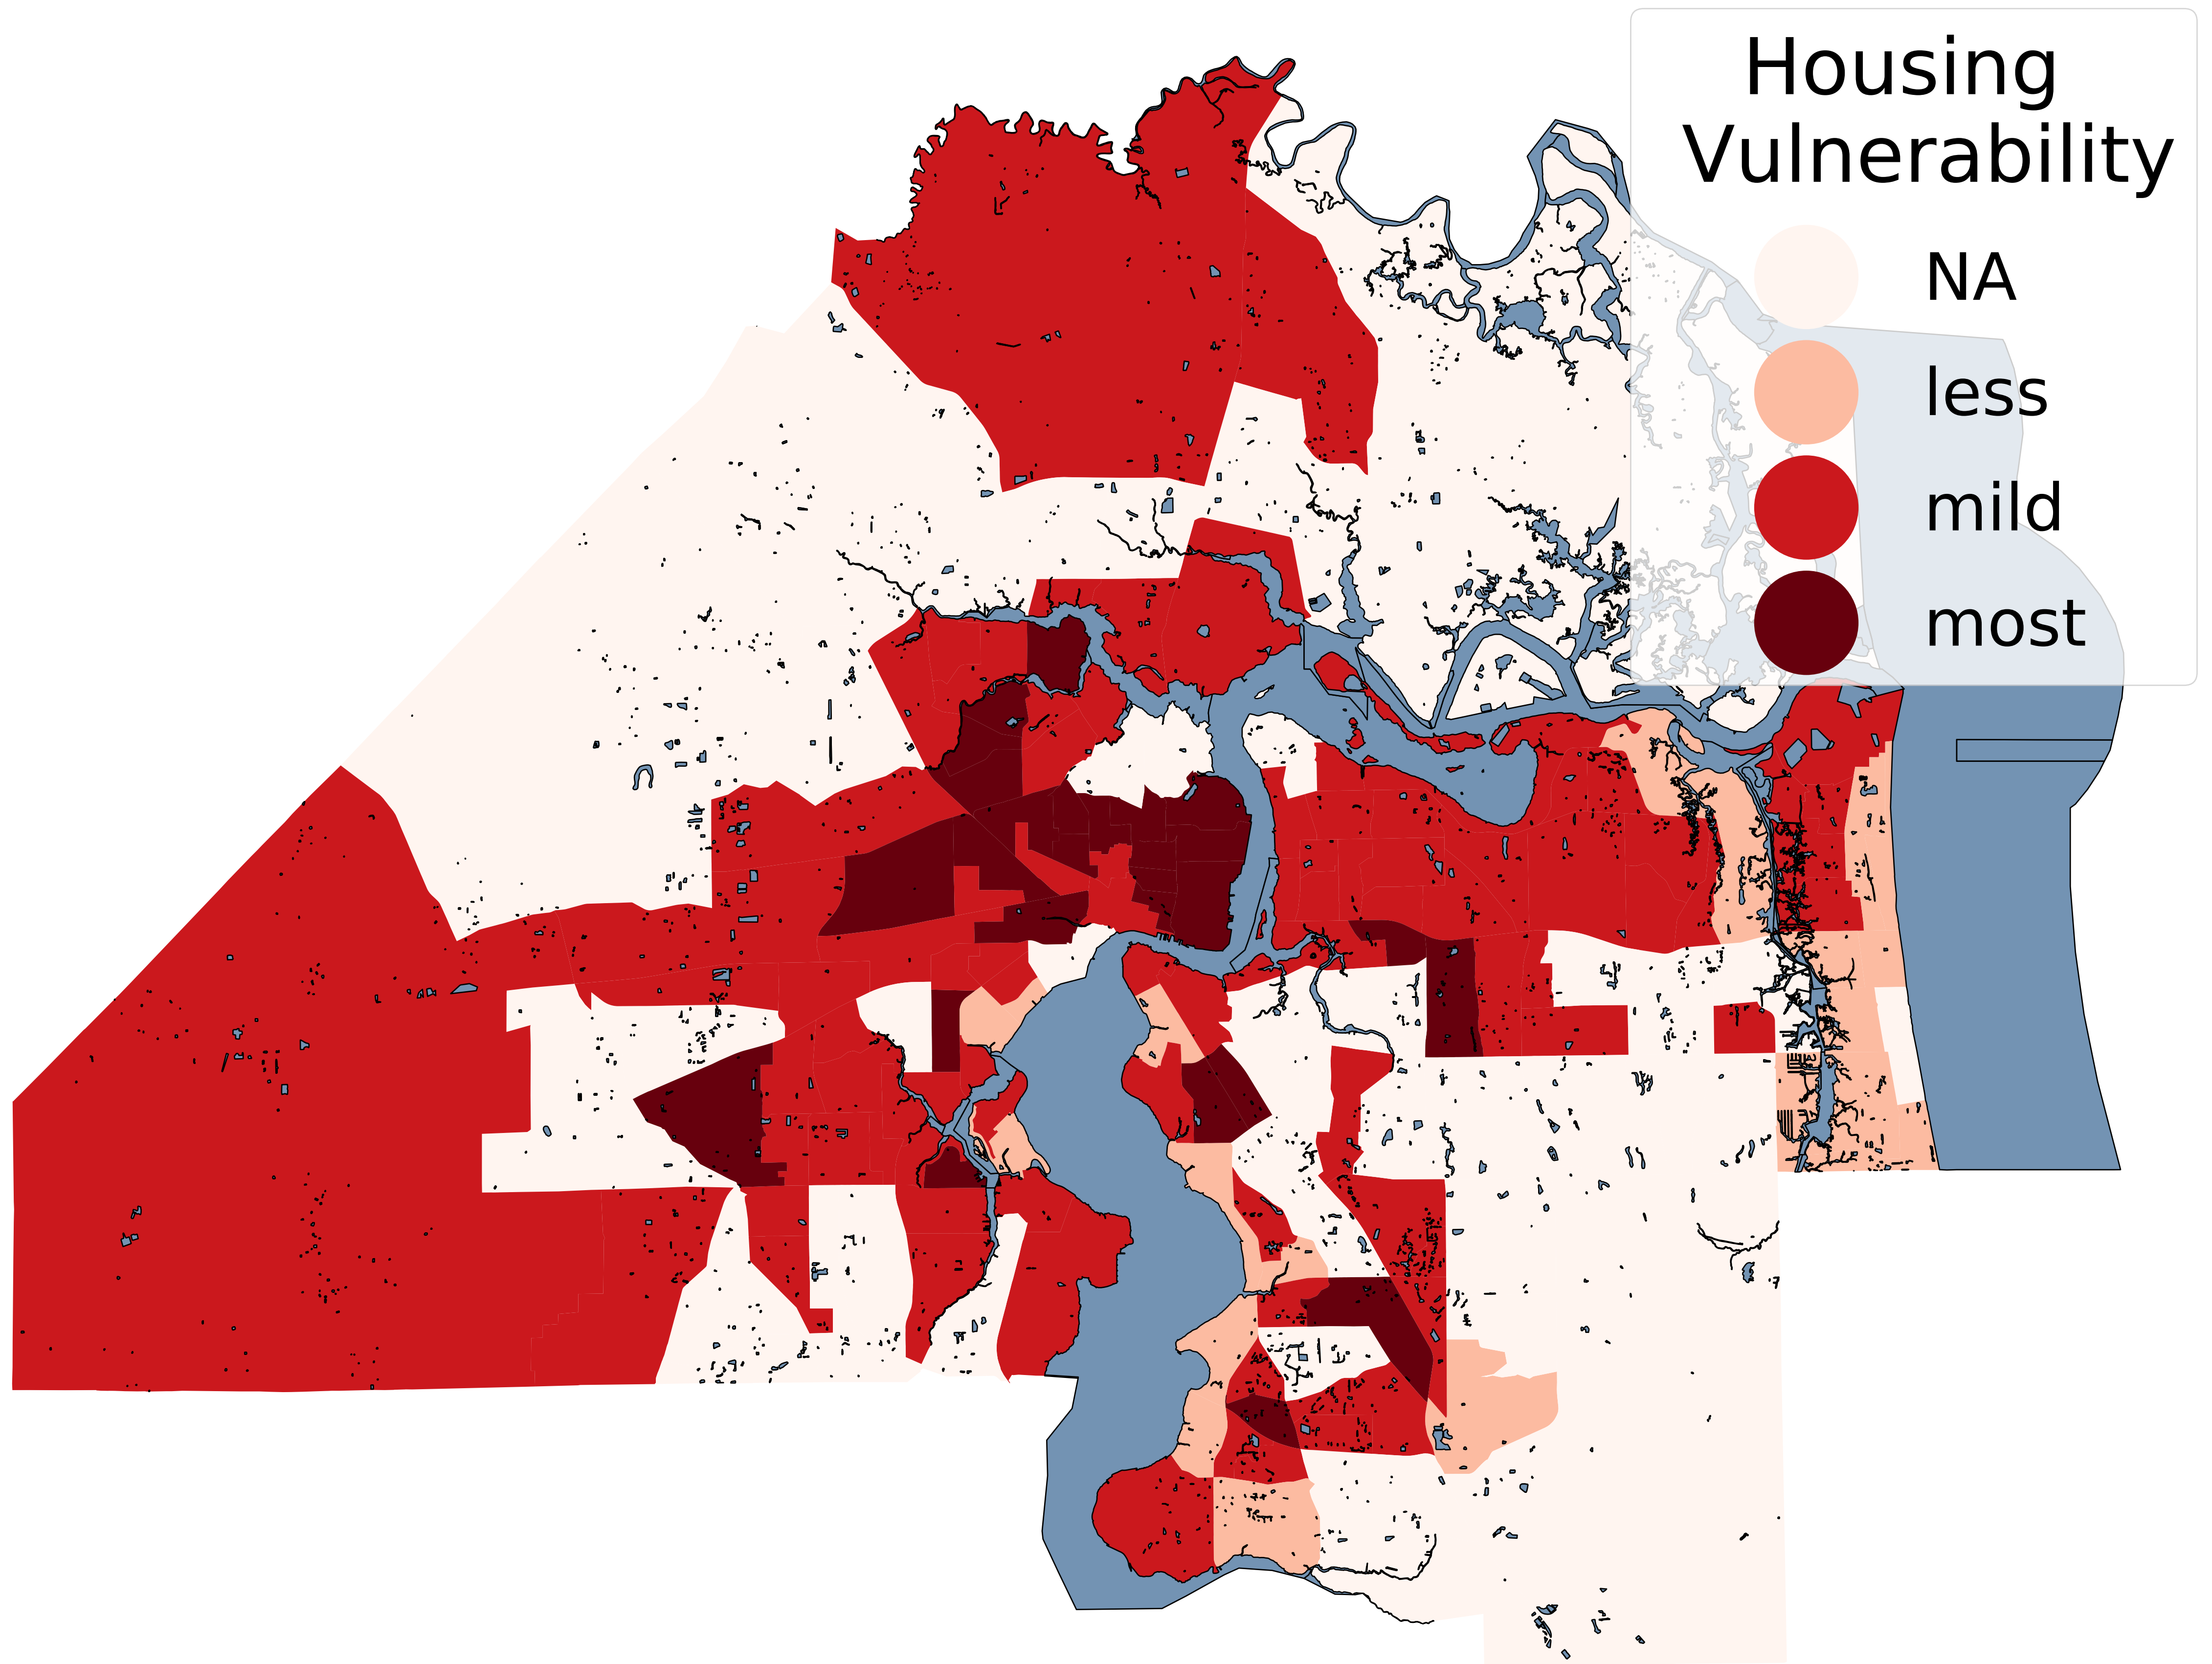 Housing
Vulnerability
NA
less
mild
most